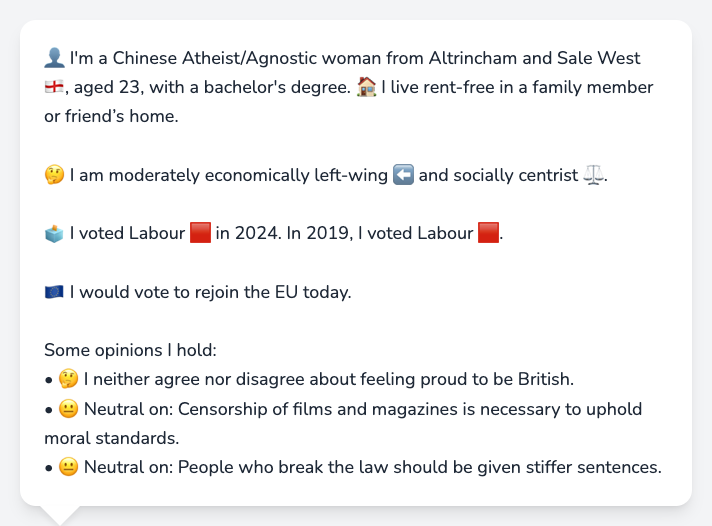 👤 I'm a Chinese Atheist/Agnostic woman from Altrincham and Sale West
🏴󠁧󠁢󠁥󠁮󠁧󠁿, aged 23, with a bachelor's degree. 🏠 I live rent-free in a family member
or friend’s home.
🤔 I am moderately economically left-wing ⬅️ and socially centrist ⚖️.
🗳️ I voted Labour 🟥 in 2024. In 2019, I voted Labour 🟥.
🇪🇺 I would vote to rejoin the EU today.
Some opinions I hold:
• 🤔 I neither agree nor disagree about feeling proud to be British.
• 😐 Neutral on: Censorship of films and magazines is necessary to uphold
moral standards.
• 😐 Neutral on: People who break the law should be given stiffer sentences.